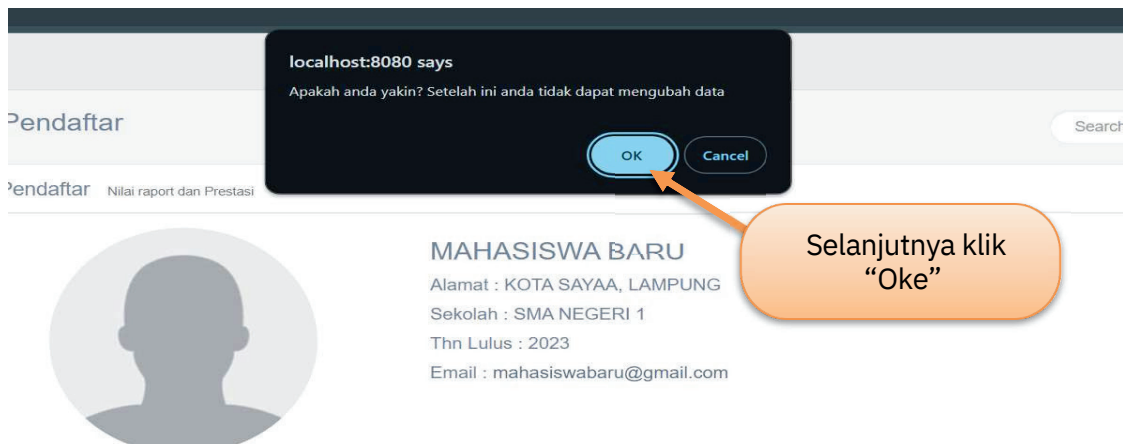 localhost:8080 says
Apakah anda yakin? Setelah ini anda tidak dapat mengubah data
OK
Cancel
Pendaftar
Search
Pendaftar Nilai raport dan Prestasi
MAHASISWA BARU
Alamat : KOTA SAYAA, LAMPUNG
Sekolah : SMA NEGERI 1
Thn Lulus : 2023
Email : mahasiswabaru@gmail.com
Selanjutnya klik
“Oke”